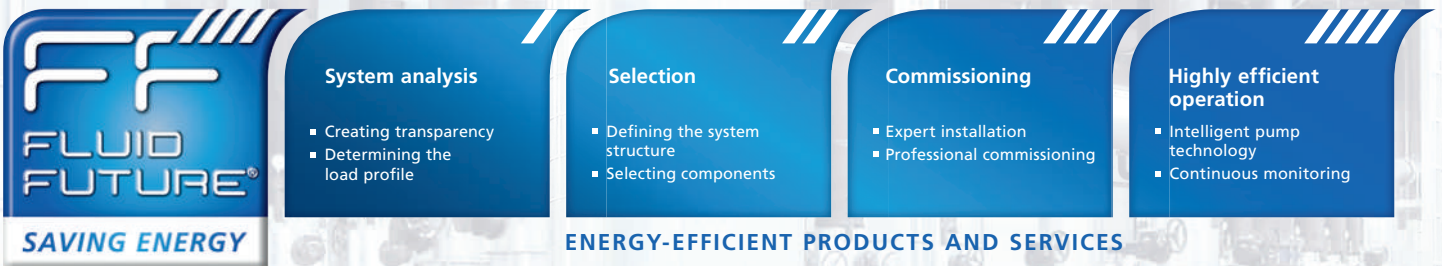 FF
FLUID
FUTURE®
SAVING ENERGY
System analysis
▪ Creating transparency
▪ Determining the
load profile
Selection
▪ Defining the system
structure
▪ Selecting components
Commissioning
▪ Expert installation
▪ Professional commissioning
Highly efficient
operation
▪ Intelligent pump
technology
▪ Continuous monitoring
ENERGY-EFFICIENT PRODUCTS AND SERVICES